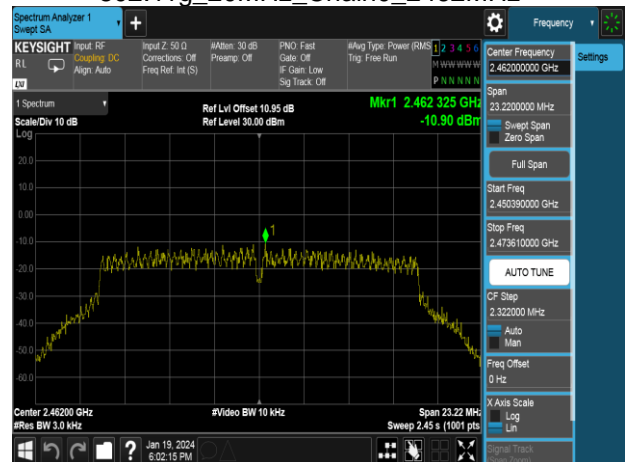 Spectrum Analyzer 1
Swept SA
+
Frequency
KEYSIGHT
RL
LXI
Input: RF
Coupling: DC
Align: Auto
Input Z: 50 Ω
Corrections: Off
Freq Ref: Int (S)
#Atten: 30 dB
Preamp: Off
PNO: Fast
Gate: Off
IF Gain: Low
Sig Track: Off
#Avg Type: Power (RMS
Trig: Free Run
1 2 3 4 5 6
M W W W W W
P N N N N N
1 Spectrum
Scale/Div 10 dB
Log
Ref Lvl Offset 10.95 dB
Ref Level 30.00 dBm
Mkr1 2.462 325 GHz
-10.90 dBm
20.0
10.0
0.00
-10.0
-20.0
-30.0
-40.0
-50.0
-60.0
1
Center 2.46200 GHz
#Res BW 3.0 kHz
#Video BW 10 kHz
Span 23.22 MHz
Sweep 2.45 s (1001 pts
Center Frequency
2.462000000 GHz
Settings
Span
23.2200000 MHz
Swept Span
Zero Span
Full Span
Start Freq
2.450390000 GHz
Stop Freq
2.473610000 GHz
AUTO TUNE
CF Step
2.322000 MHz
Auto
Man
Freq Offset
0 Hz
X Axis Scale
Log
Lin
Signal Track
(Span Zoom)
?
Jan 19, 2024
6:02:15 PM